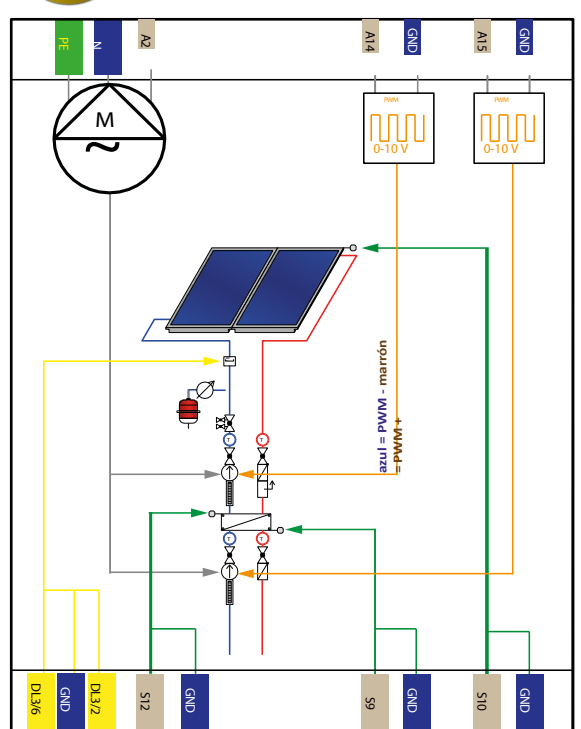 PE
N
A2
A14
GND
A15
GND
M
PWM
0-10 V
PWM
0-10 V
azul = PWM - marrón
= PWM +
T
T
T
T
DL3/6
GND
DL3/2
S12
GND
S9
GND
S10
GND